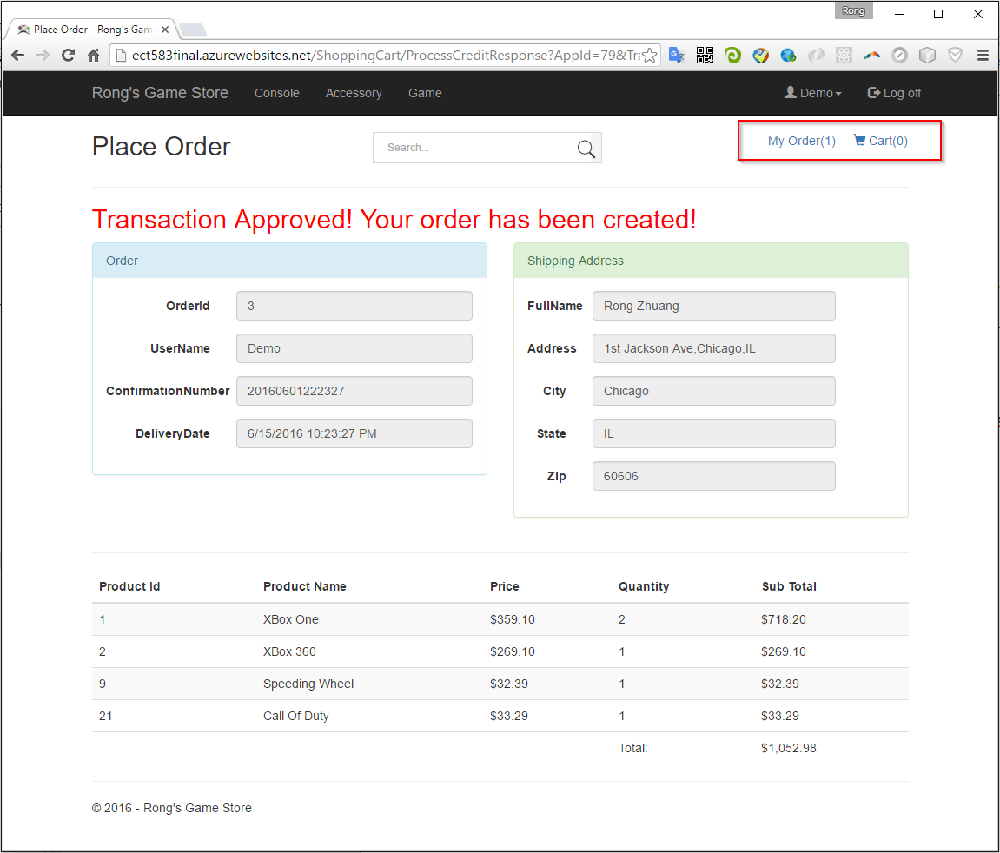 Rong
Place Order - Rong's Gam
ect583final.azurewebsites.net/ShoppingCart/ProcessCreditResponse?AppId=79&Tra
Rong's Game Store Console Accessory Game Demo Log off
Place Order Search... My Order(1) Cart(0)
Transaction Approved! Your order has been created!
Order
OrderId 3
UserName Demo
ConfirmationNumber 20160601222327
DeliveryDate 6/15/2016 10:23:27 PM
Shipping Address
FullName Rong Zhuang
Address 1st Jackson Ave,Chicago,IL
City Chicago
State IL
Zip 60606
Product Id Product Name Price Quantity Sub Total
1 XBox One $359.10 2 $718.20
2 XBox 360 $269.10 1 $269.10
9 Speeding Wheel $32.39 1 $32.39
21 Call Of Duty $33.29 1 $33.29
Total: $1,052.98
© 2016 - Rong's Game Store